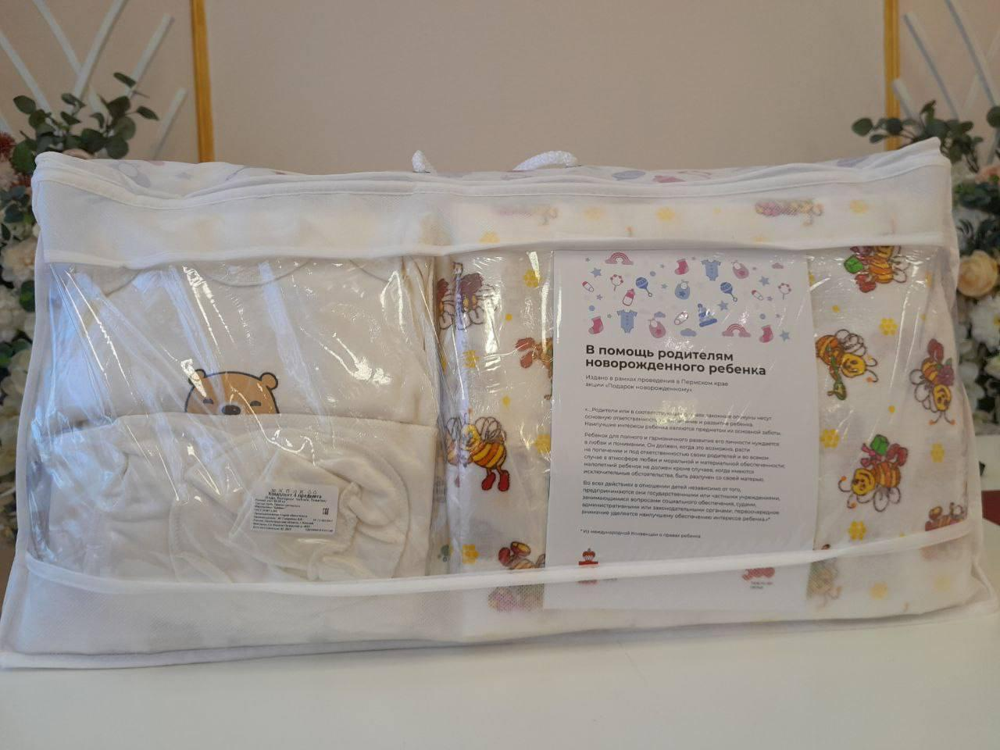 В помощь родителям
новорожденного ребенка
Издано в рамках проведения в Пермском крае
акции «Подарок новорожденному»
«...Родители или в соответствующих случаях законные опекуны несут
основную ответственность за воспитание и развитие ребенка.
Наилучшие интересы ребенка являются предметом их основной заботы.
Ребенок для полного и гармоничного развития его личности нуждается
в любви и понимании. Он должен, когда это возможно, расти
на попечении и под ответственностью своих родителей и во всяком
случае в атмосфере любви и моральной и материальной обеспеченности;
малолетний ребенок не должен кроме случаев, когда имеются
исключительные обстоятельства, быть разлучен со своей матерью.
Во всех действиях в отношении детей независимо от того,
предпринимаются они государственными или частными учреждениями,
занимающимися вопросами социального обеспечения, судами,
административными или законодательными органами, первоочередное
внимание уделяется наилучшему обеспечению интересов ребенка.»*
* Из международной Конвенции о правах ребенка
Комплект 4 предмета